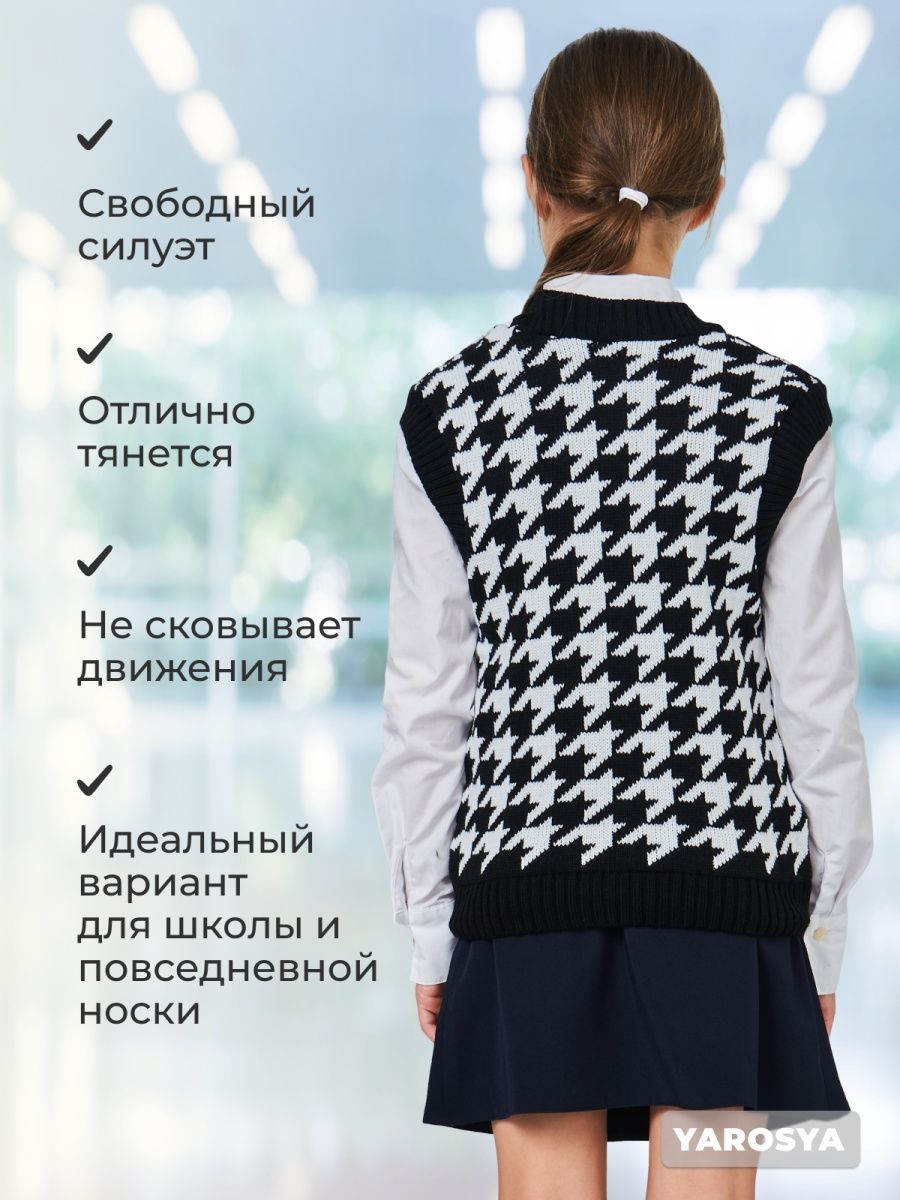 Свободный
силуэт
Отлично
тянется
Не сковывает
движения
Идеальный
вариант
для школы и
повседневной
носки
YAROSYA